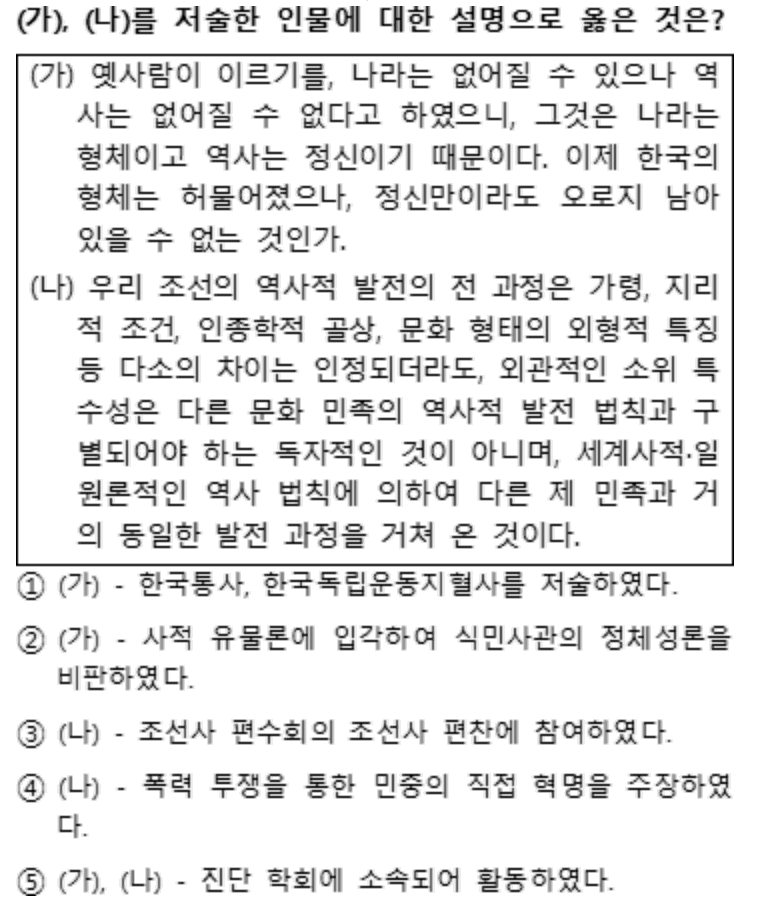 (가), (나)를 저술한 인물에 대한 설명으로 옳은 것은?
(가) 옛사람이 이르기를, 나라는 없어질 수 있으나 역
사는 없어질 수 없다고 하였으니, 그것은 나라는
형체이고 역사는 정신이기 때문이다. 이제 한국의
형체는 허물어졌으나, 정신만이라도 오로지 남아
있을 수 없는 것인가.
(나) 우리 조선의 역사적 발전의 전 과정은 가령, 지리
적 조건, 인종학적 골상, 문화 형태의 외형적 특징
등 다소의 차이는 인정되더라도, 외관적인 소위 특
수성은 다른 문화 민족의 역사적 발전 법칙과 구
별되어야 하는 독자적인 것이 아니며, 세계사적·일
원론적인 역사 법칙에 의하여 다른 제 민족과 거
의 동일한 발전 과정을 거쳐 온 것이다.
① (가) - 한국통사, 한국독립운동지혈사를 저술하였다.
② (가) - 사적 유물론에 입각하여 식민사관의 정체성론을
비판하였다.
③ (나) - 조선사 편수회의 조선사 편찬에 참여하였다.
④ (나) - 폭력 투쟁을 통한 민중의 직접 혁명을 주장하였
다.
⑤ (가), (나) - 진단 학회에 소속되어 활동하였다.